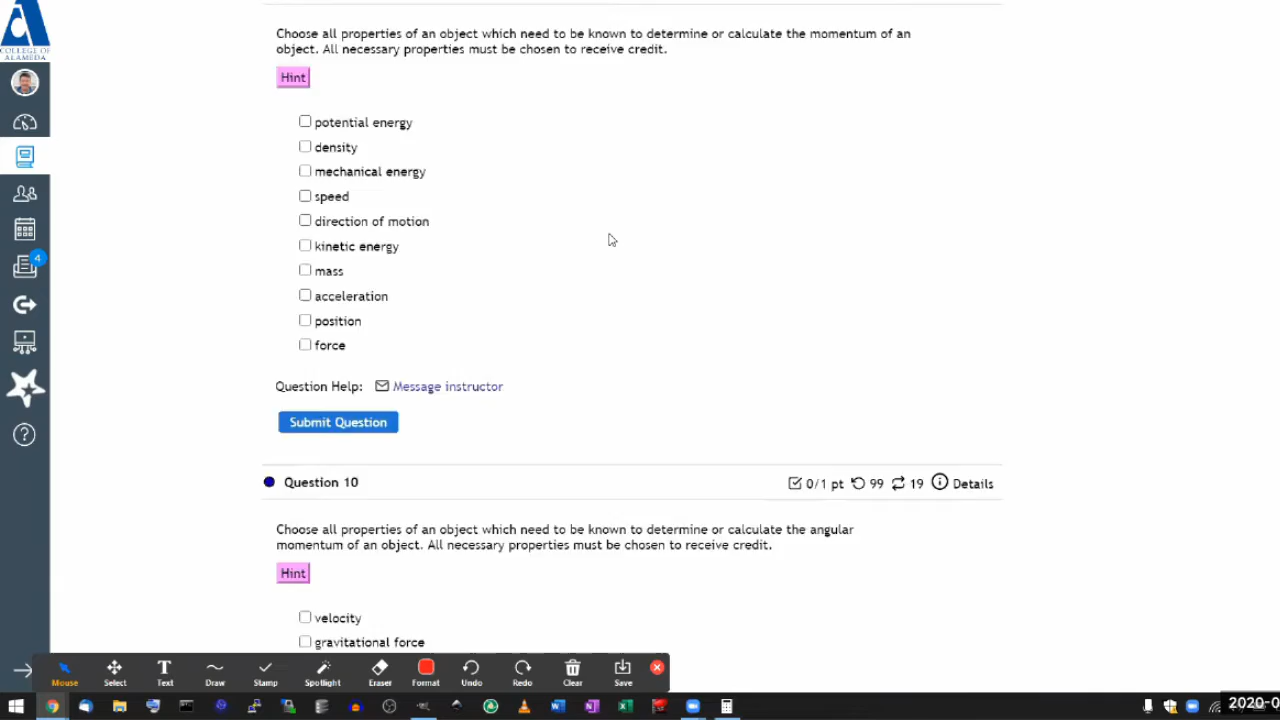 COLLEGE OF
ALAMEDA
Choose all properties of an object which need to be known to determine or calculate the momentum of an
object. All necessary properties must be chosen to receive credit.
Hint
potential energy
density
mechanical energy
speed
direction of motion
kinetic energy
mass
acceleration
position
force
4
Question Help: Message instructor
Submit Question
Question 10 0/1 pt 99 19 Details
Choose all properties of an object which need to be known to determine or calculate the angular
momentum of an object. All necessary properties must be chosen to receive credit.
Hint
velocity
gravitational force
Mouse Select Text Draw Stamp Spotlight Eraser Format Undo Redo Clear Save
2020-0